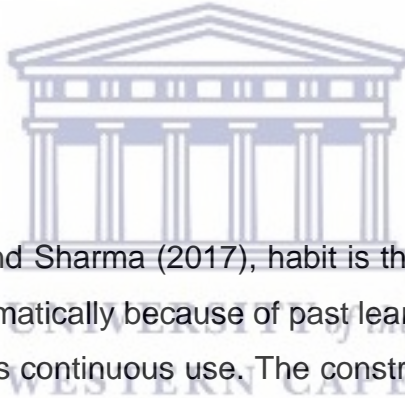 nd Sharma (2017), habit is th
matically because of past lear
UNIVERSITY of the
s continuous use. The constr
WESTERN CAPE